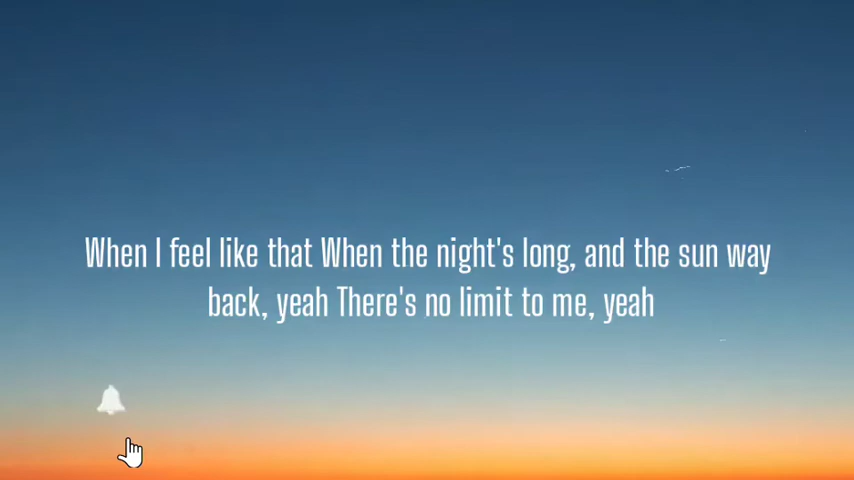 When I feel like that When the night's long, and the sun way
back, yeah There's no limit to me, yeah